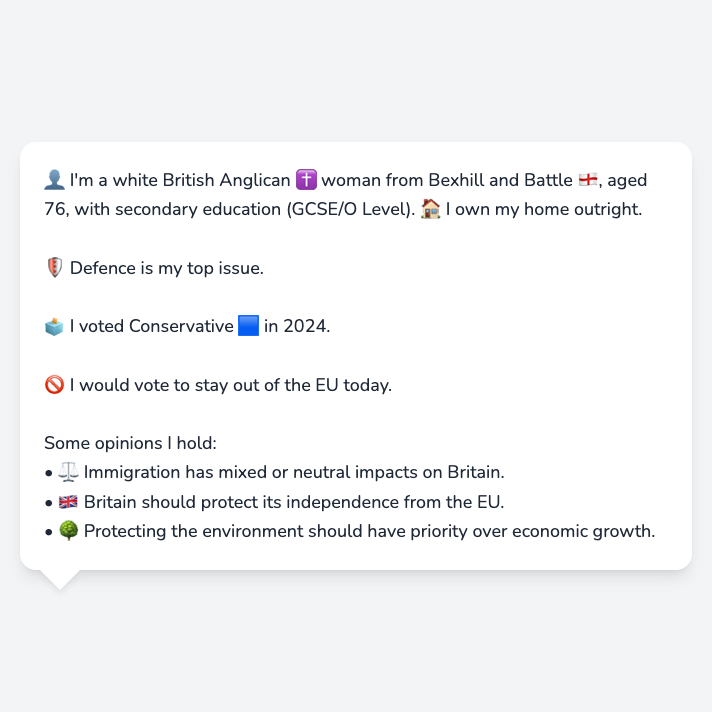 👤 I'm a white British Anglican ✝️ woman from Bexhill and Battle 🏴󠁧󠁢󠁥󠁮󠁧󠁿, aged
76, with secondary education (GCSE/O Level). 🏠 I own my home outright.
🛡️ Defence is my top issue.
🗳️ I voted Conservative 🟦 in 2024.
🚫 I would vote to stay out of the EU today.
Some opinions I hold:
• ⚖️ Immigration has mixed or neutral impacts on Britain.
• 🇬🇧 Britain should protect its independence from the EU.
• 🌳 Protecting the environment should have priority over economic growth.